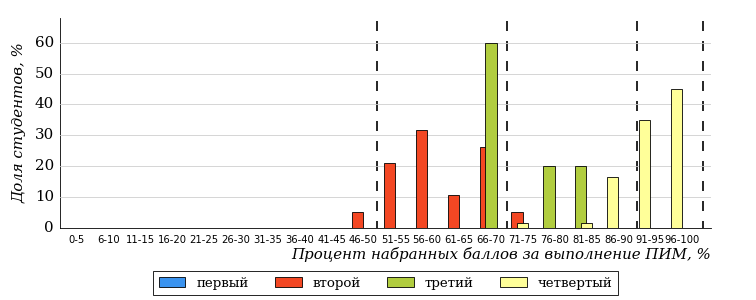 Доля студентов, %
60
50
40
30
20
10
0
0-5 6-10 11-15 16-20 21-25 26-30 31-35 36-40 41-45 46-50 51-55 56-60 61-65 66-70 71-75 76-80 81-85 86-90 91-95 96-100
Процент набранных баллов за выполнение ПИМ, %
первый второй третий четвертый